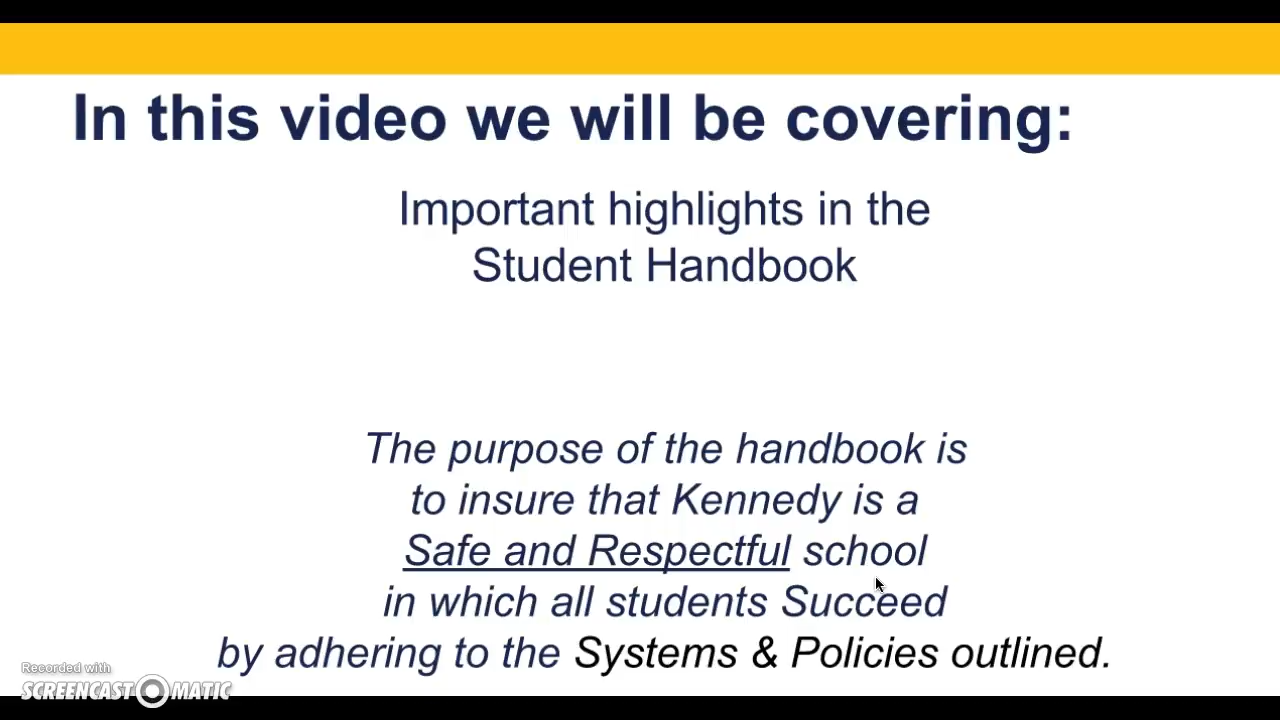 In this video we will be covering:
Important highlights in the
Student Handbook
The purpose of the handbook is
to insure that Kennedy is a
Safe and Respectful school
in which all students Succeed
by adhering to the Systems & Policies outlined.
Recorded with
SCREENCAST MATIC